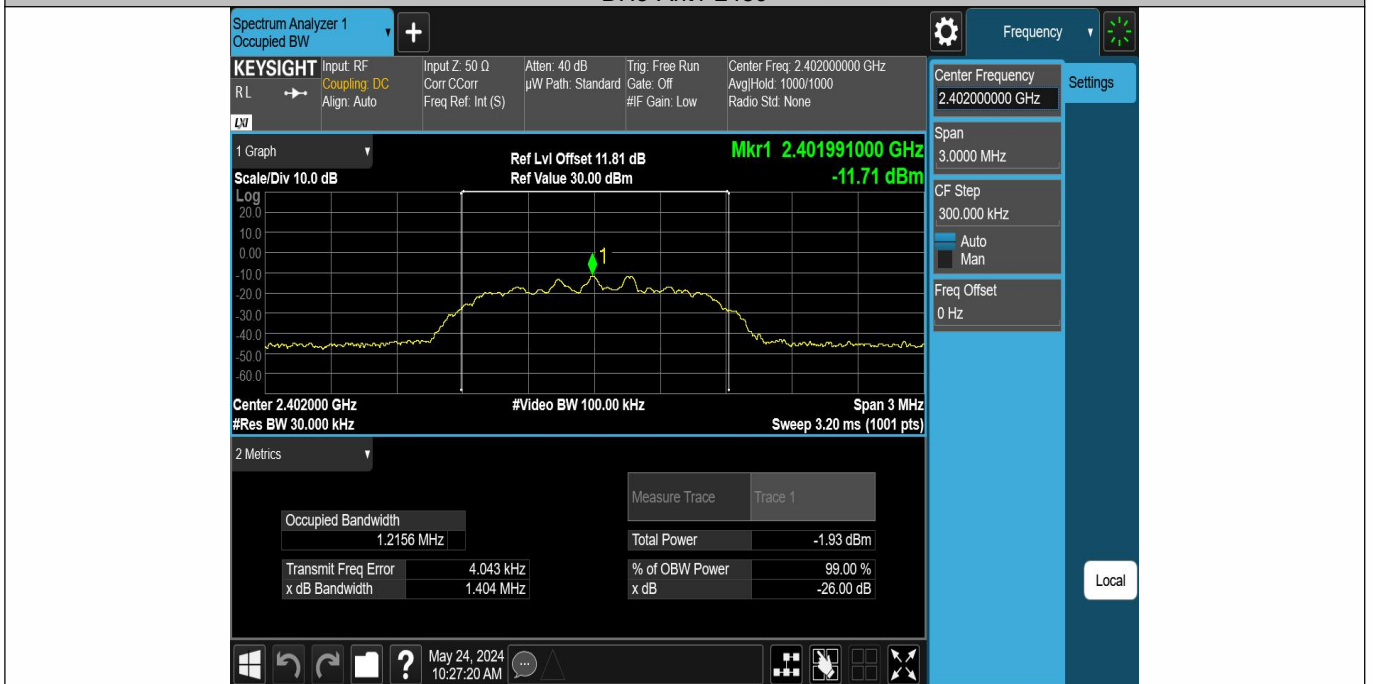 Spectrum Analyzer 1
Occupied BW
Frequency
KEYSIGHT
RL
LXI
Input: RF
Coupling: DC
Align: Auto
Input Z: 50 Ω
Corr CCorr
Freq Ref: Int (S)
Atten: 40 dB
µW Path: Standard
Trig: Free Run
Gate: Off
#IF Gain: Low
Center Freq: 2.402000000 GHz
Avg|Hold: 1000/1000
Radio Std: None
Center Frequency
2.402000000 GHz
Settings
Span
3.0000 MHz
CF Step
300.000 kHz
Auto
Man
Freq Offset
0 Hz
1 Graph
Scale/Div 10.0 dB
Ref Lvl Offset 11.81 dB
Ref Value 30.00 dBm
Mkr1 2.401991000 GHz
-11.71 dBm
Log
20.0
10.0
0.00
-10.0
-20.0
-30.0
-40.0
-50.0
-60.0
1
Center 2.402000 GHz
#Video BW 100.00 kHz
Span 3 MHz
#Res BW 30.000 kHz
Sweep 3.20 ms (1001 pts)
2 Metrics
Measure Trace Trace 1
Occupied Bandwidth
1.2156 MHz
Total Power -1.93 dBm
Transmit Freq Error 4.043 kHz
% of OBW Power 99.00 %
x dB Bandwidth 1.404 MHz
x dB -26.00 dB
Local
?
May 24, 2024
10:27:20 AM